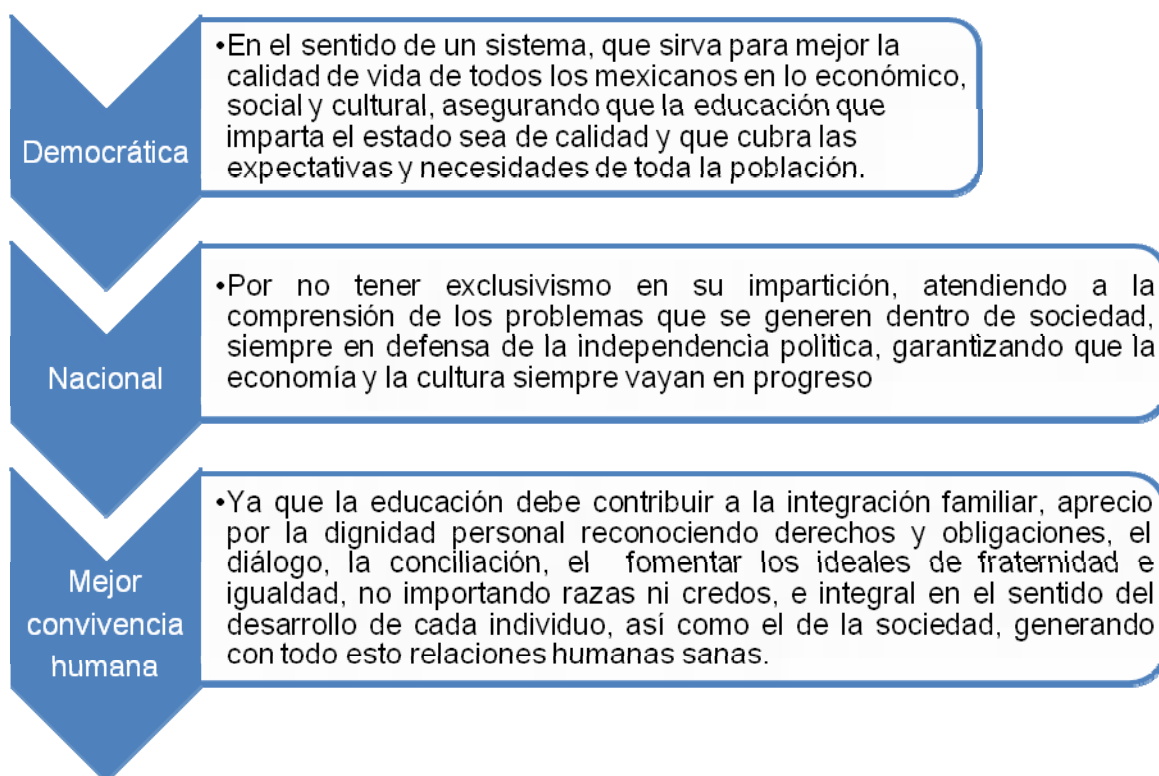 Democrática
•En el sentido de un sistema, que sirva para mejor la
calidad de vida de todos los mexicanos en lo económico,
social y cultural, asegurando que la educación que
imparta el estado sea de calidad y que cubra las
expectativas y necesidades de toda la población.
Nacional
•Por no tener exclusivismo en su impartición, atendiendo a la
comprensión de los problemas que se generen dentro de sociedad,
siempre en defensa de la independencia política, garantizando que la
economía y la cultura siempre vayan en progreso
Mejor
convivencia
humana
•Ya que la educación debe contribuir a la integración familiar, aprecio
por la dignidad personal reconociendo derechos y obligaciones, el
diálogo, la conciliación, el fomentar los ideales de fraternidad e
igualdad, no importando razas ni credos, e integral en el sentido del
desarrollo de cada individuo, así como el de la sociedad, generando
con todo esto relaciones humanas sanas.